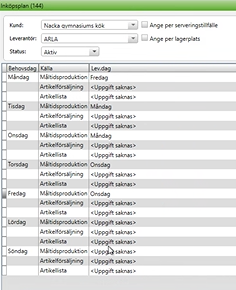 Inköpsplan (144)
Kund: Nacka gymnasiums kök Ange per serveringstillfälle
Leverantör: ARLA Ange per lagerplats
Status: Aktiv
Behovsdag Källa Lev.dag
Måndag Måltidsproduktion Fredag
Artikelförsäljning <Uppgift saknas>
Artikellista <Uppgift saknas>
Tisdag Måltidsproduktion Måndag
Artikelförsäljning <Uppgift saknas>
Artikellista <Uppgift saknas>
Onsdag Måltidsproduktion Måndag
Artikelförsäljning <Uppgift saknas>
Artikellista <Uppgift saknas>
Torsdag Måltidsproduktion Onsdag
Artikelförsäljning <Uppgift saknas>
Artikellista <Uppgift saknas>
Fredag Måltidsproduktion Onsdag
Artikelförsäljning <Uppgift saknas>
Artikellista <Uppgift saknas>
Lördag Måltidsproduktion <Uppgift saknas>
Artikelförsäljning <Uppgift saknas>
Artikellista <Uppgift saknas>
Söndag Måltidsproduktion <Uppgift saknas>
Artikelförsäljning <Uppgift saknas>
Artikellista <Uppgift saknas>